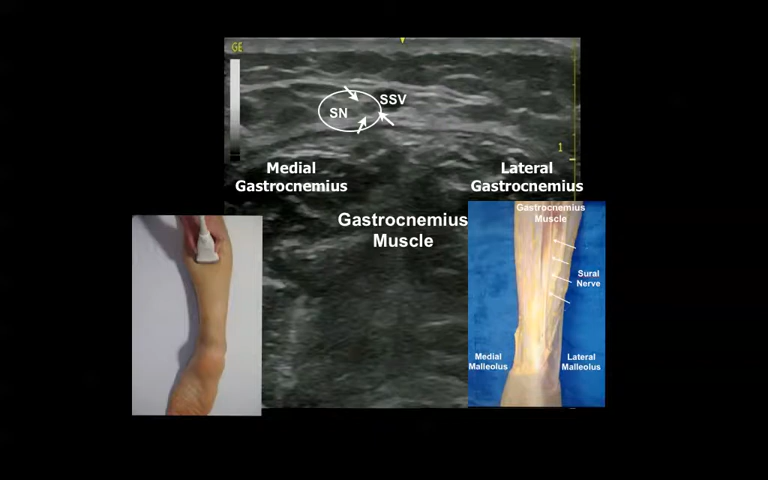 GE
SSV
SN
1
Medial
Gastrocnemius
Lateral
Gastrocnemius
Gastrocnemius
Muscle
Gastrocnemius
Muscle
Sural
Nerve
Medial
Malleolus
Lateral
Malleolus